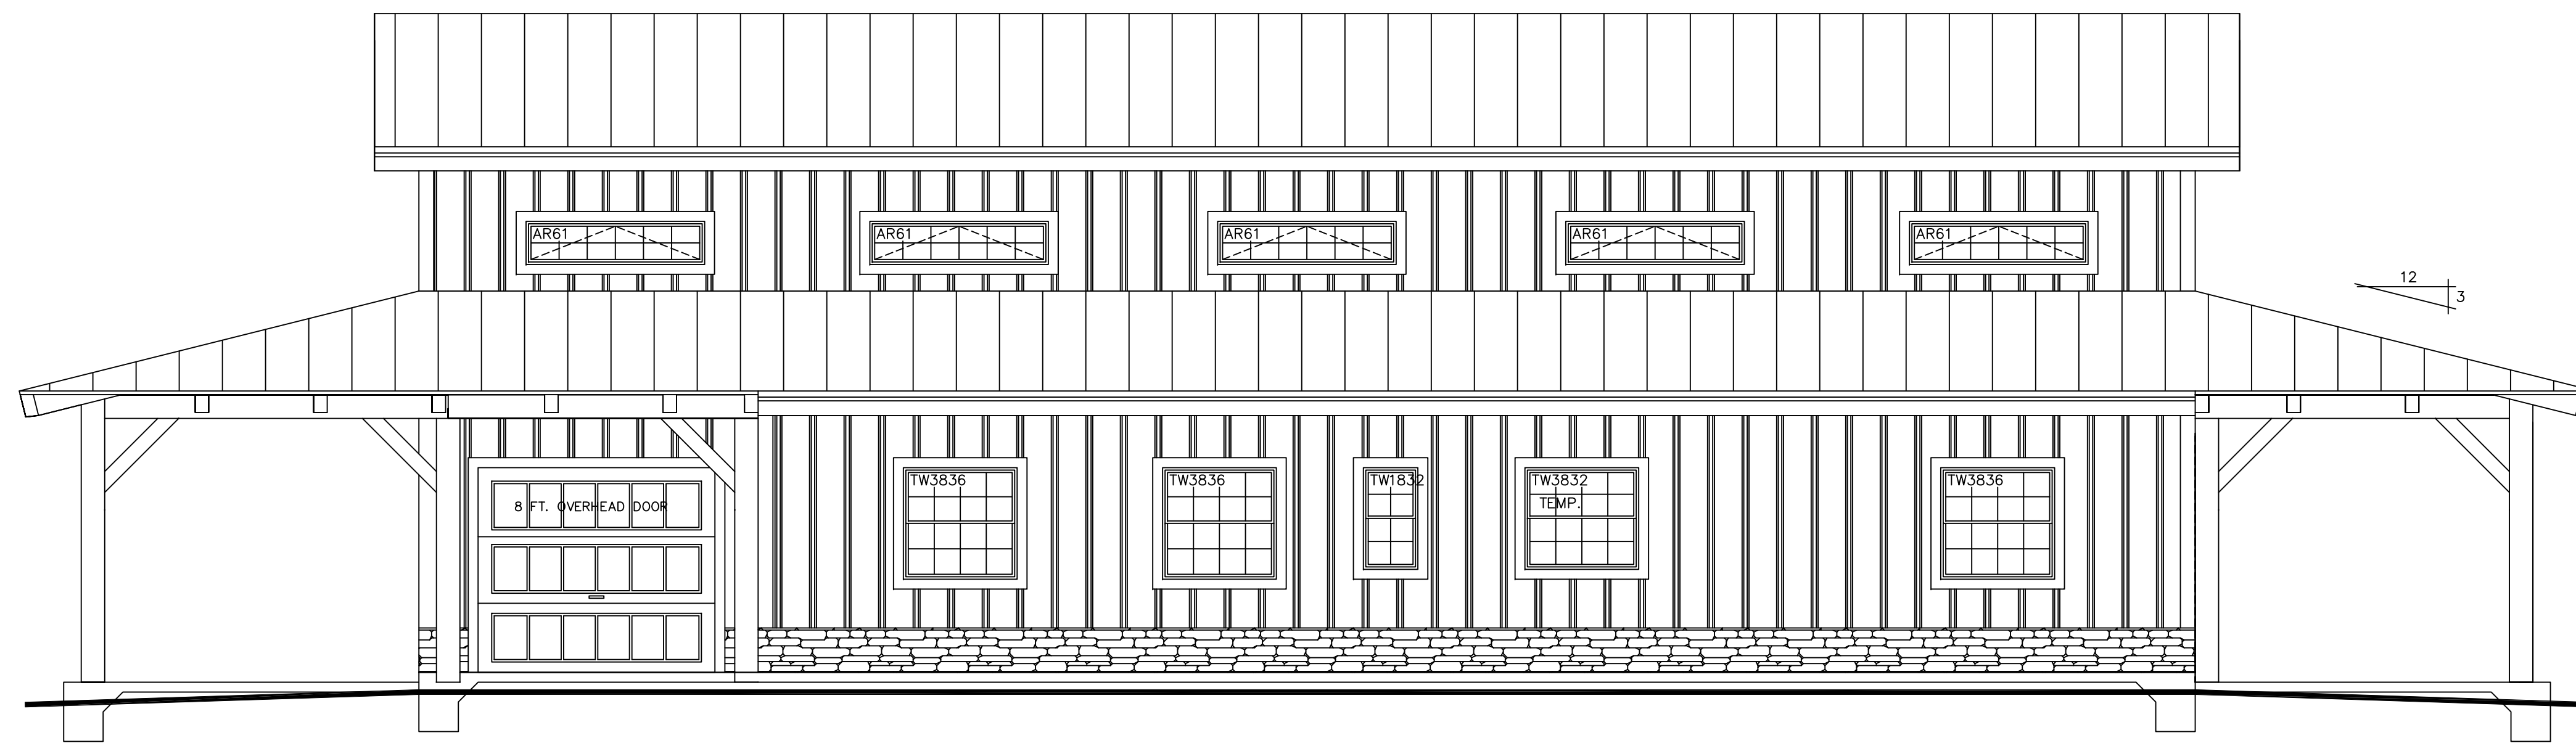 AR61 AR61 AR61 AR61 AR61
12
3
TW3836 TW3836 TW1832 TW3832 TW3836
TEMP.
8 FT. OVERHEAD DOOR